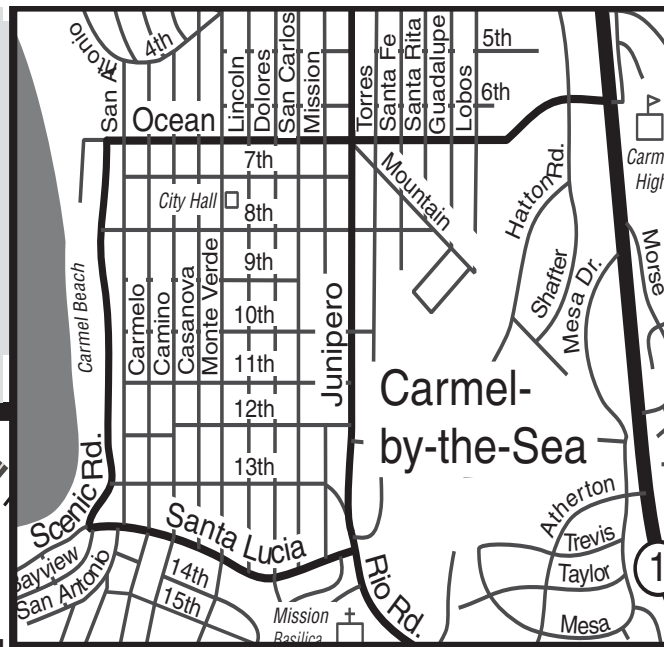 San Antonio
4th
Lincoln
Dolores
San Carlos
Mission
Torres
Santa Fe
Santa Rita
Guadalupe
Lobos
5th
6th
Ocean
7th
Mountain
City Hall
8th
Hatton Rd.
Carm
High
9th
Carmel Beach
Carmelo
Camino
Casanova
Monte Verde
10th
Junipero
Shafter
Mesa Dr.
Morse
11th
Carmel-
by-the-Sea
12th
13th
Scenic Rd.
Santa Lucia
Atherton
Trevis
Taylor
Mesa
1
Bayview
San Antonio
14th
15th
Rio Rd.
Mission
Basilica